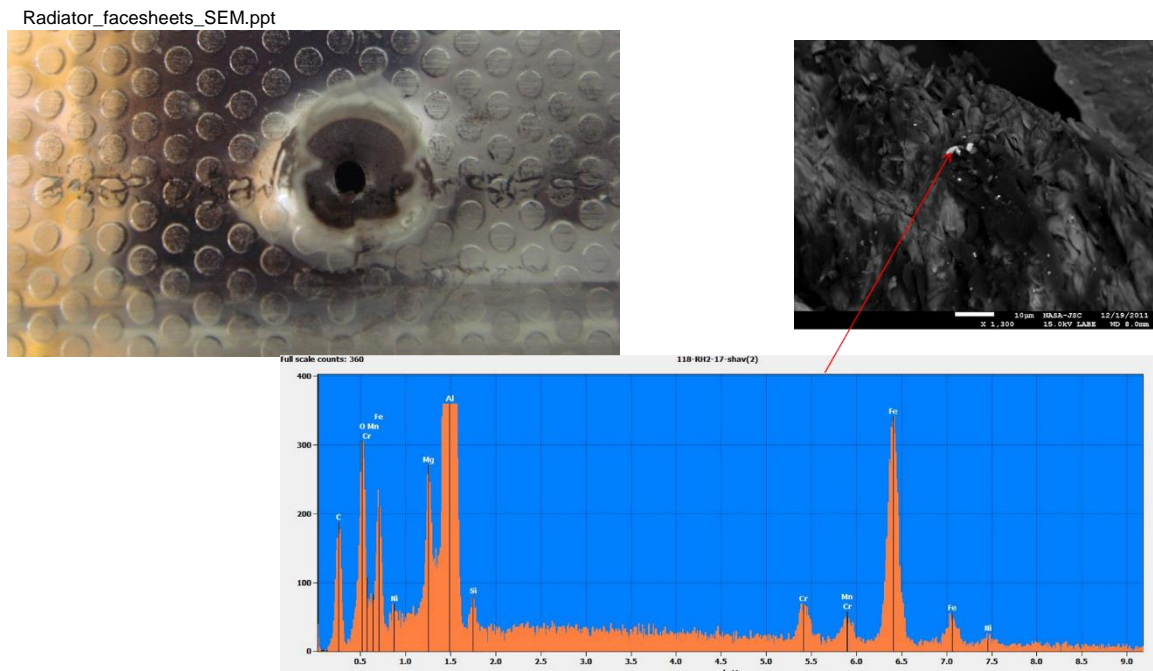 Radiator_facesheets_SEM.ppt
10µm NASA-JSC 12/19/2011
X 1,300 15.0kV LABE WD 8.0mm
Full scale counts: 360
118-RH2-17-shav(2)
400
300
200
100
0
C
O Mn
Cr
Fe
Ni
Mg
Al
Si
Cr
Mn
Cr
Fe
Fe
Ni
0.5 1.0 1.5 2.0 2.5 3.0 3.5 4.0 4.5 5.0 5.5 6.0 6.5 7.0 7.5 8.0 8.5 9.0